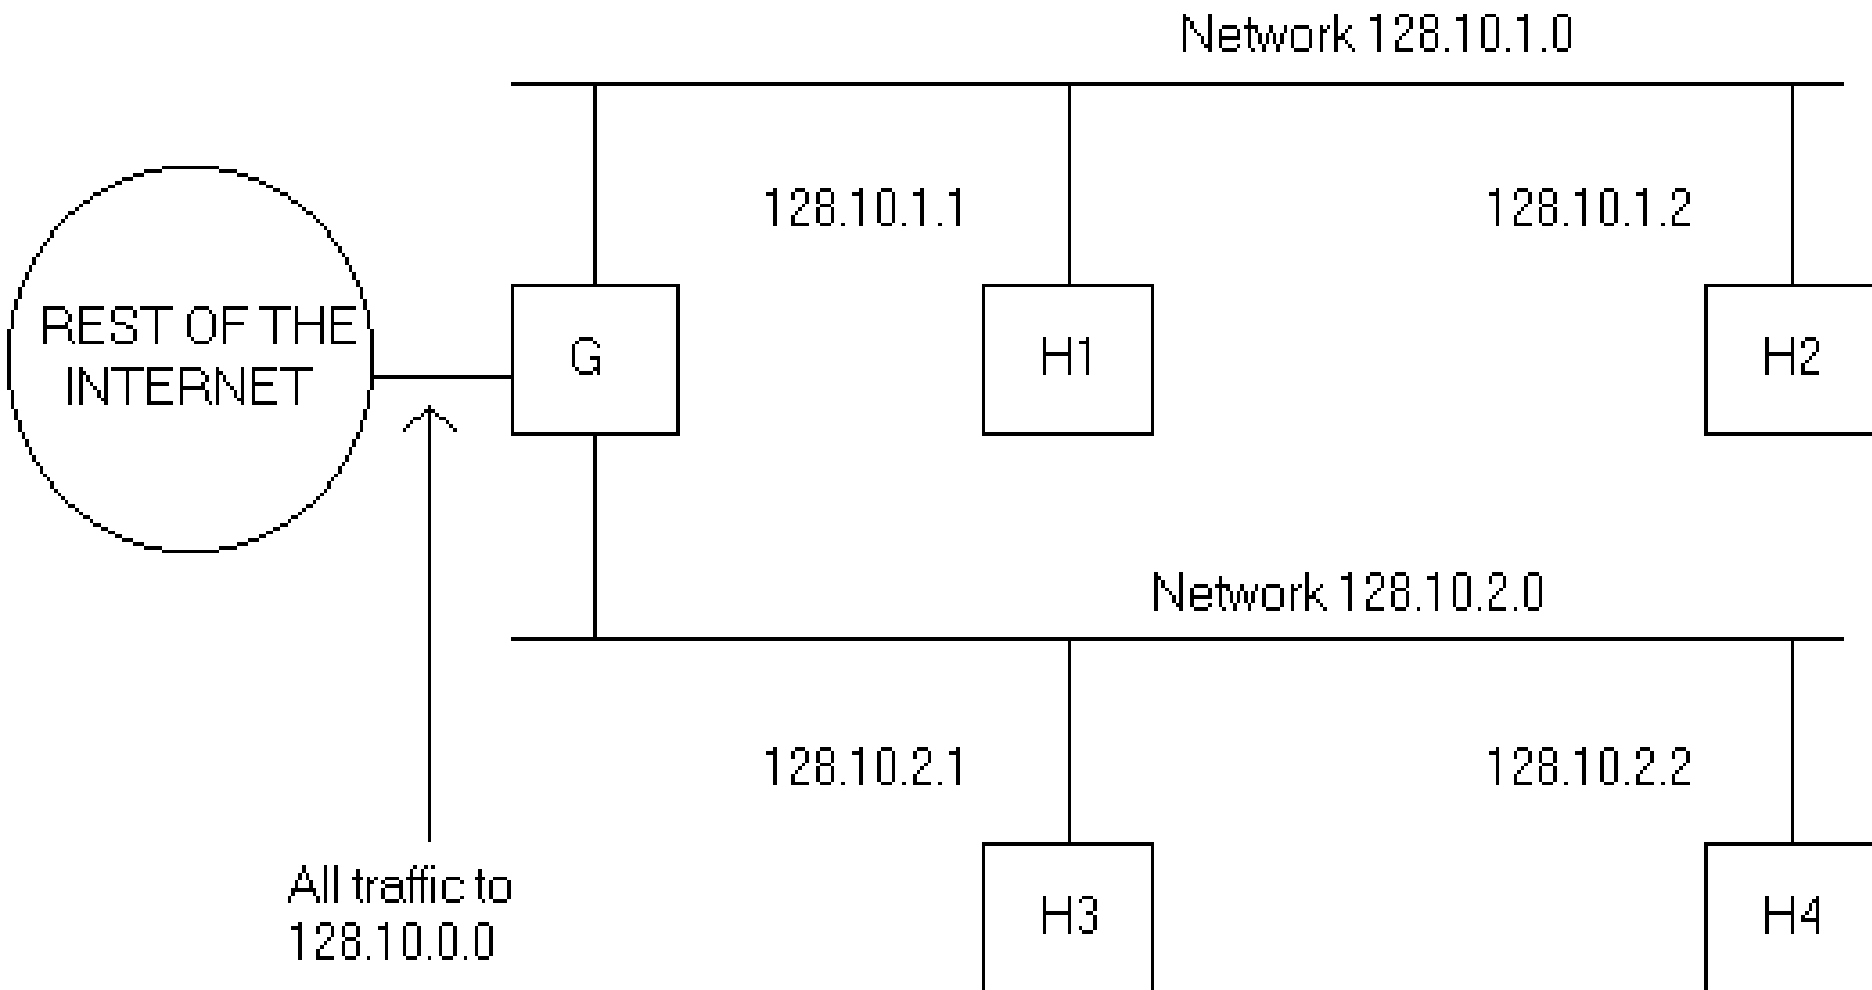 Network 128.10.1.0
128.10.1.1
128.10.1.2
REST OF THE
INTERNET
G
H1
H2
Network 128.10.2.0
128.10.2.1
128.10.2.2
All traffic to
128.10.0.0
H3
H4